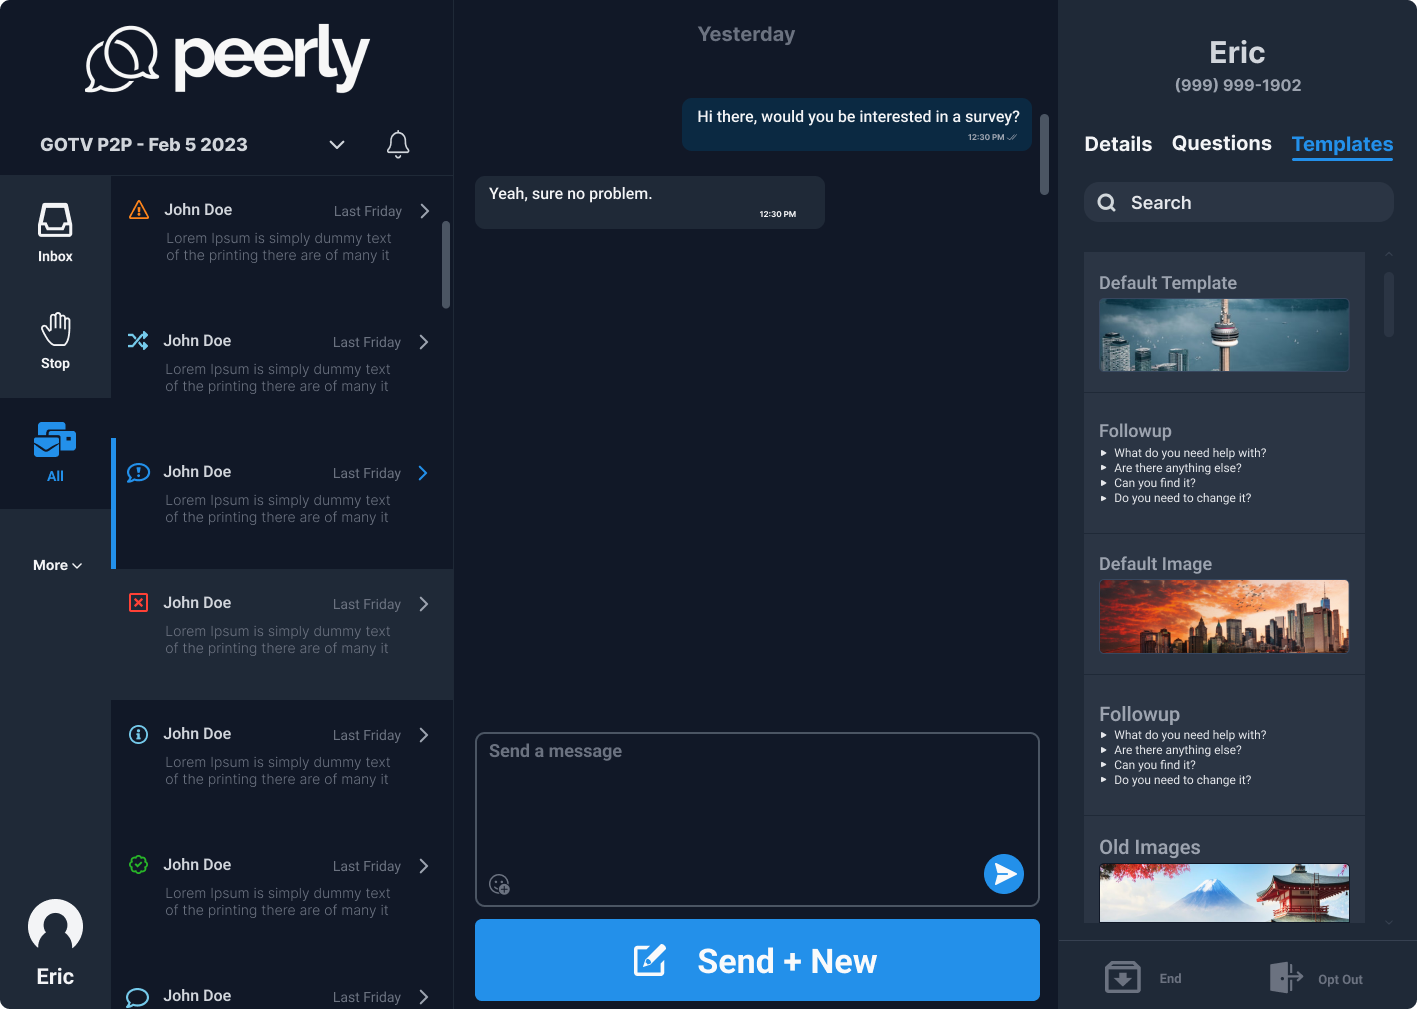 peerly
GOTV P2P - Feb 5 2023
Inbox
Stop
All
More
Eric
John Doe
Last Friday
Lorem Ipsum is simply dummy text
of the printing there are of many it
John Doe
Last Friday
Lorem Ipsum is simply dummy text
of the printing there are of many it
John Doe
Last Friday
Lorem Ipsum is simply dummy text
of the printing there are of many it
John Doe
Last Friday
Lorem Ipsum is simply dummy text
of the printing there are of many it
John Doe
Last Friday
Lorem Ipsum is simply dummy text
of the printing there are of many it
John Doe
Last Friday
Lorem Ipsum is simply dummy text
of the printing there are of many it
John Doe
Last Friday
Yesterday
Hi there, would you be interested in a survey?
12:30 PM
Yeah, sure no problem.
12:30 PM
Send a message
Send + New
Eric
(999) 999-1902
Details Questions Templates
Search
Default Template
Followup
What do you need help with?
Are there anything else?
Can you find it?
Do you need to change it?
Default Image
Followup
What do you need help with?
Are there anything else?
Can you find it?
Do you need to change it?
Old Images
End
Opt Out